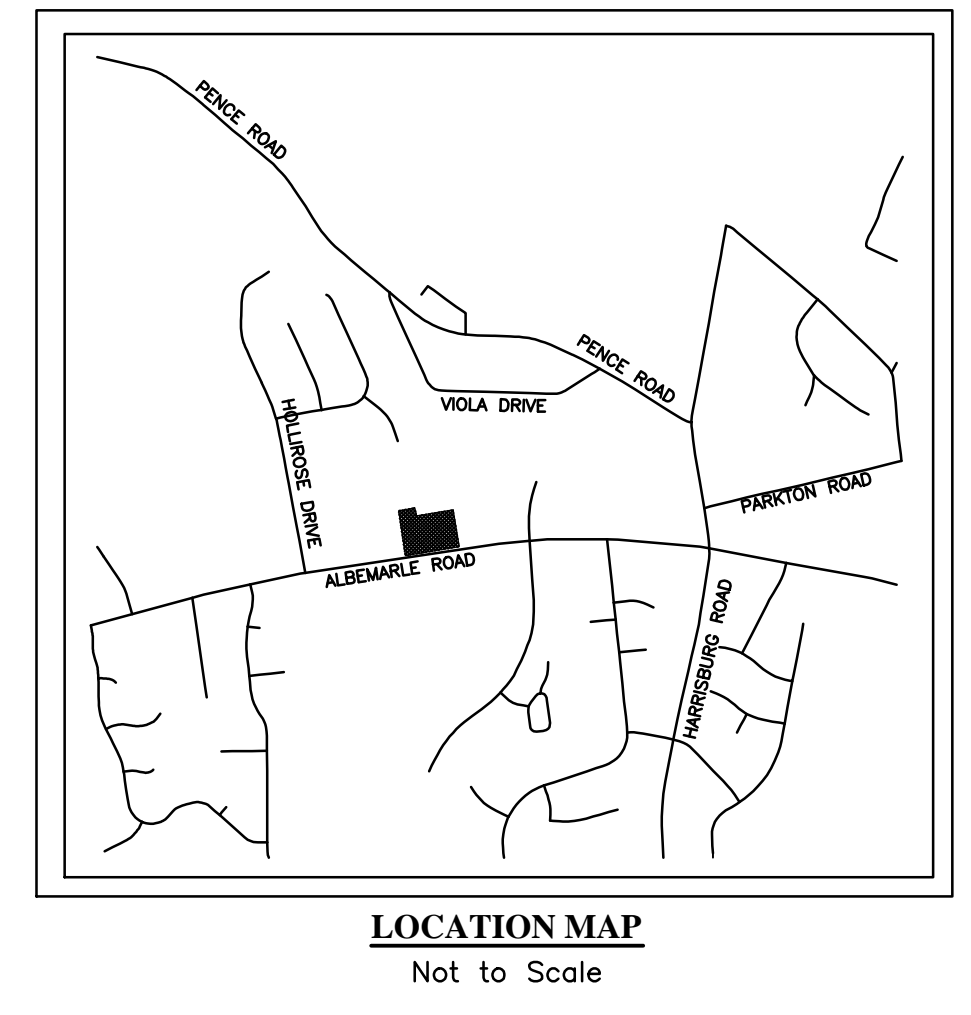 PENCE ROAD
PENCE ROAD
VIOLA DRIVE
HOLLIROSE DRIVE
PARKTON ROAD
ALBEMARLE ROAD
HARRISBURG ROAD
LOCATION MAP
Not to Scale